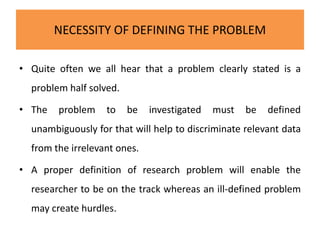 NECESSITY OF DEFINING THE PROBLEM
• Quite often we all hear that a problem clearly stated is a
problem half solved.
• The problem to be investigated must be defined
unambiguously for that will help to discriminate relevant data
from the irrelevant ones.
• A proper definition of research problem will enable the
researcher to be on the track whereas an ill-defined problem
may create hurdles.